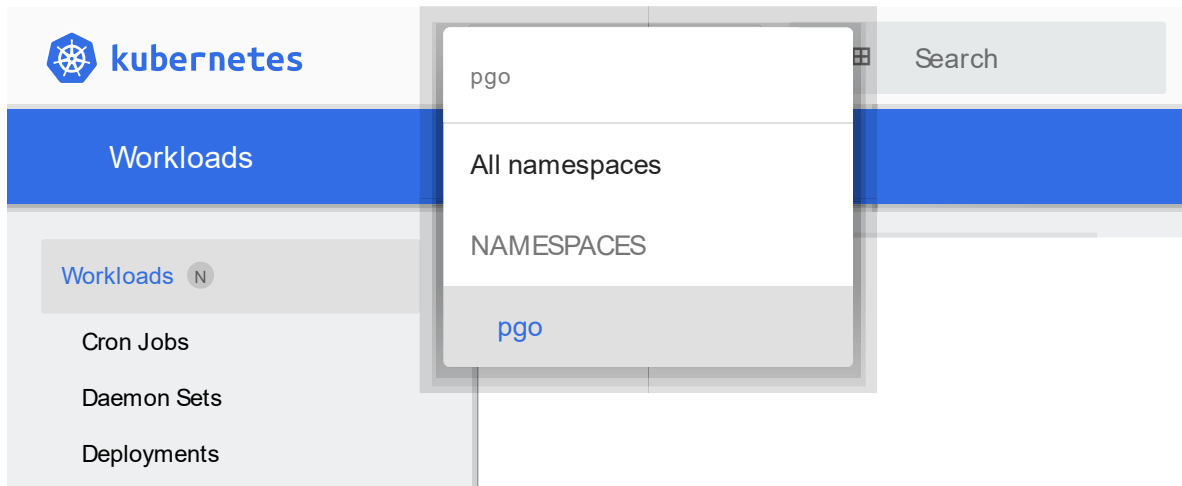 kubernetes
pgo
Search
All namespaces
Workloads
NAMESPACES
Workloads N
pgo
Cron Jobs
Daemon Sets
Deployments